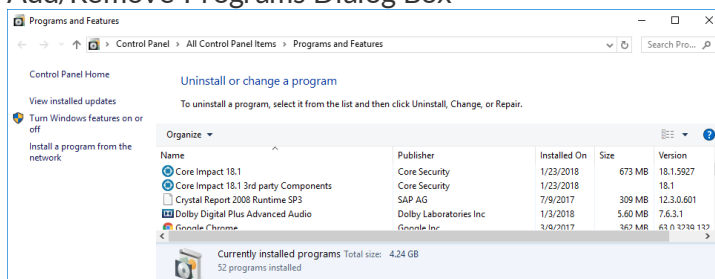 Add/Remove Programs Dialog Box
Programs and Features
Control Panel > All Control Panel Items > Programs and Features
Search Pro...
Control Panel Home
View installed updates
Turn Windows features on or
off
Install a program from the
network
Uninstall or change a program
To uninstall a program, select it from the list and then click Uninstall, Change, or Repair.
Organize
Name Publisher Installed On Size Version
Core Impact 18.1 Core Security 1/23/2018 673 MB 18.1.5927
Core Impact 18.1 3rd party Components Core Security 1/23/2018 18.1
Crystal Report 2008 Runtime SP3 SAP AG 7/9/2017 309 MB 12.3.0.601
Dolby Digital Plus Advanced Audio Dolby Laboratories Inc 1/3/2018 5.60 MB 7.6.3.1
Google Chrome Google Inc. 3/9/2017 362 MB 63.0.3239.132
Currently installed programs Total size: 4.24 GB
52 programs installed